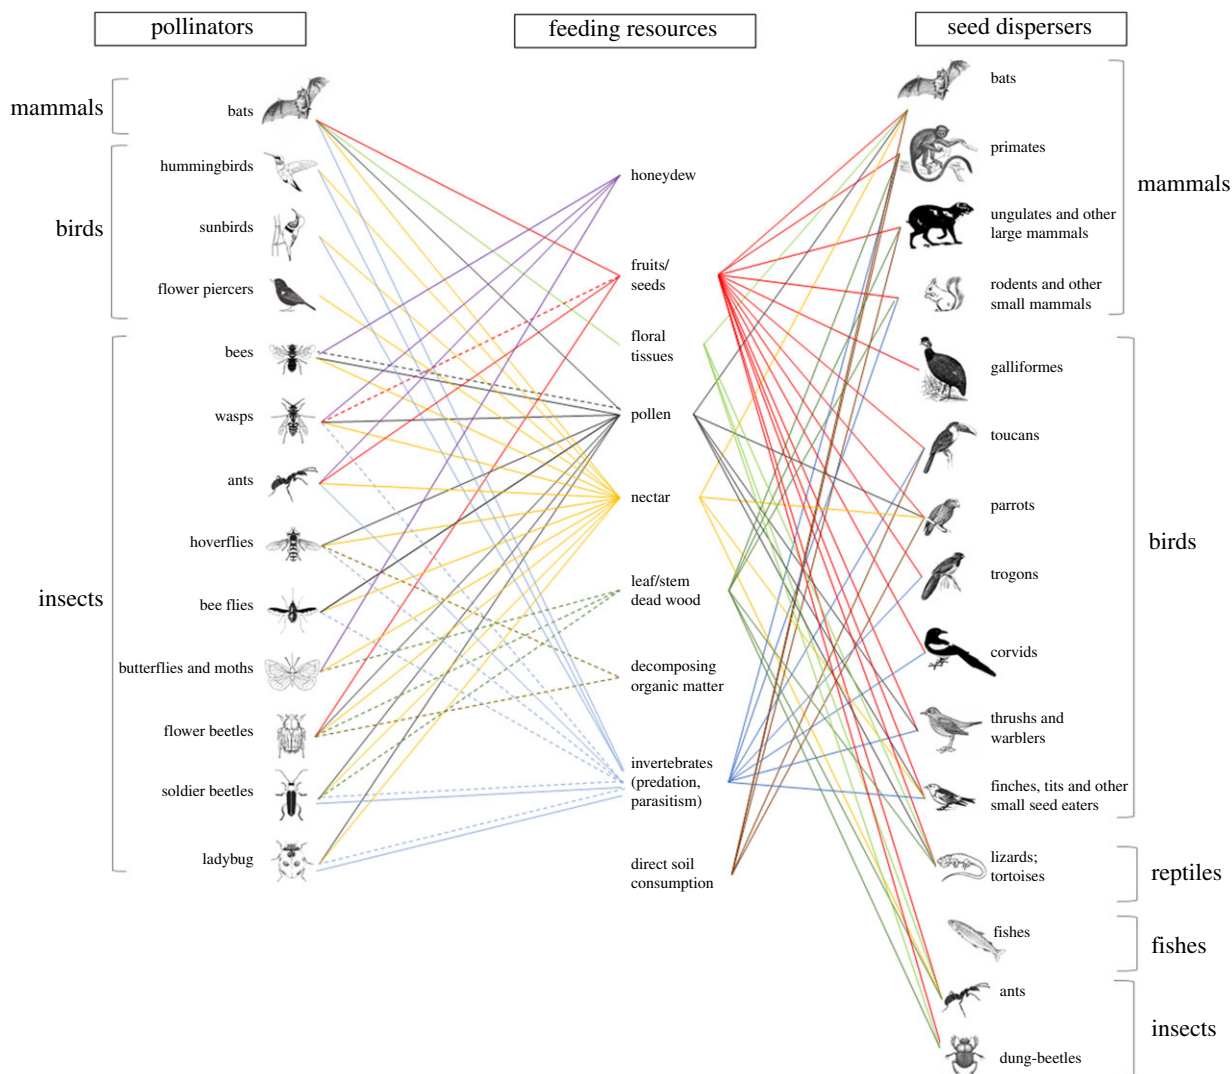 pollinators
feeding resources
seed dispersers
mammals
bats
birds
hummingbirds
sunbirds
flower piercers
insects
bees
wasps
ants
hoverflies
bee flies
butterflies and moths
flower beetles
soldier beetles
ladybug
honeydew
fruits/
seeds
floral
tissues
pollen
nectar
leaf/stem
dead wood
decomposing
organic matter
invertebrates
(predation,
parasitism)
direct soil
consumption
bats
primates
ungulates and other
large mammals
rodents and other
small mammals
mammals
galliformes
toucans
parrots
trogons
corvids
thrushs and
warblers
finches, tits and other
small seed eaters
birds
lizards;
tortoises
reptiles
fishes
fishes
ants
dung-beetles
insects